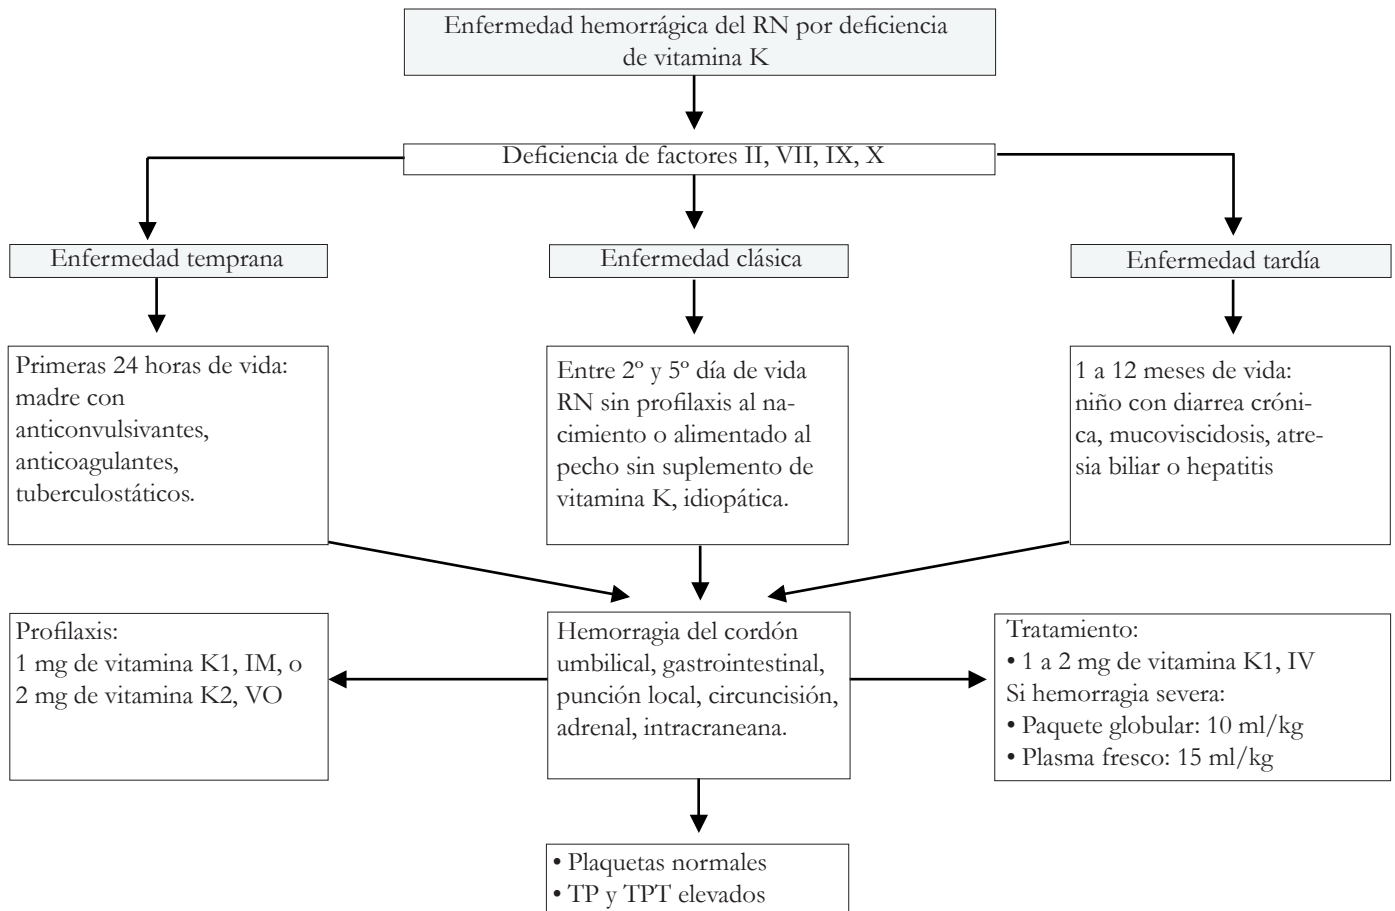 Enfermedad hemorrágica del RN por deficiencia
de vitamina K
Deficiencia de factores II, VII, IX, X
Enfermedad temprana
Enfermedad clásica
Enfermedad tardía
Primeras 24 horas de vida:
madre con
anticonvulsivantes,
anticoagulantes,
tuberculostáticos.
Entre 2º y 5º día de vida
RN sin profilaxis al na-
cimiento o alimentado al
pecho sin suplemento de
vitamina K, idiopática.
1 a 12 meses de vida:
niño con diarrea cróni-
ca, mucoviscidosis, atre-
sia biliar o hepatitis
Profilaxis:
1 mg de vitamina K1, IM, o
2 mg de vitamina K2, VO
Hemorragia del cordón
umbilical, gastrointestinal,
punción local, circuncisión,
adrenal, intracraneana.
Tratamiento:
• 1 a 2 mg de vitamina K1, IV
Si hemorragia severa:
• Paquete globular: 10 ml/kg
• Plasma fresco: 15 ml/kg
• Plaquetas normales
• TP y TPT elevados